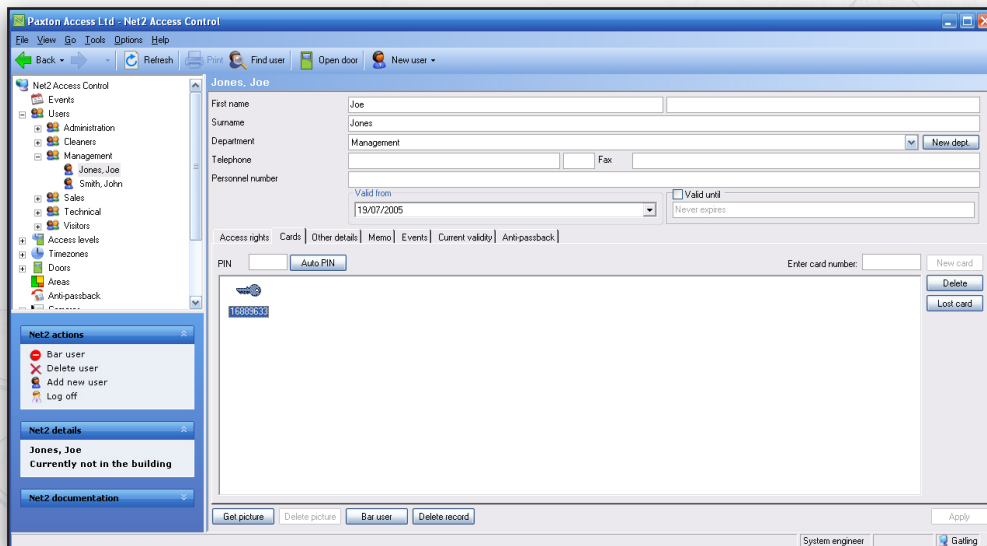 Paxton Access Ltd - Net2 Access Control
File View Go Tools Options Help
Back Refresh Print Find user Open door New user
Net2 Access Control
Events
Users
Administration
Cleaners
Management
Jones, Joe
Smith, John
Sales
Technical
Visitors
Access levels
Timezones
Doors
Areas
Anti-passback
Net2 actions
Bar user
Delete user
Add new user
Log off
Net2 details
Jones, Joe
Currently not in the building
Net2 documentation
Jones, Joe
First name Joe
Surname Jones
Department Management New dept.
Telephone Fax
Personnel number
Valid from Valid until
19/07/2005 Never expires
Access rights Cards Other details Memo Events Current validity Anti-passback
PIN Auto PIN Enter card number: New card
Delete
Lost card
16889633
Get picture Delete picture Bar user Delete record Apply
System engineer Gatling